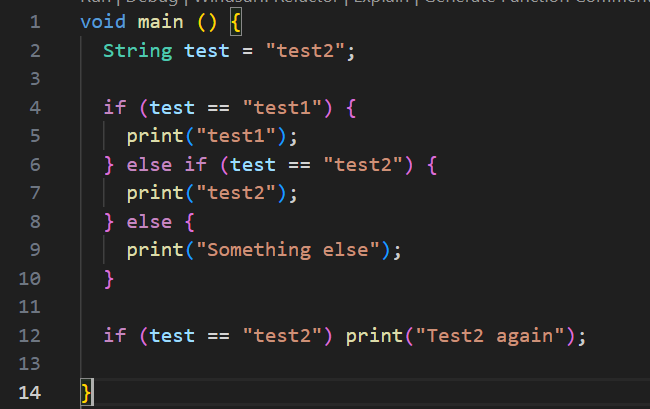 Run | Debug | Windsurf: Refactor | Explain | Generate Function Comment
1 void main () {
2 String test = "test2";
3
4 if (test == "test1") {
5 print("test1");
6 } else if (test == "test2") {
7 print("test2");
8 } else {
9 print("Something else");
10 }
11
12 if (test == "test2") print("Test2 again");
13
14 }